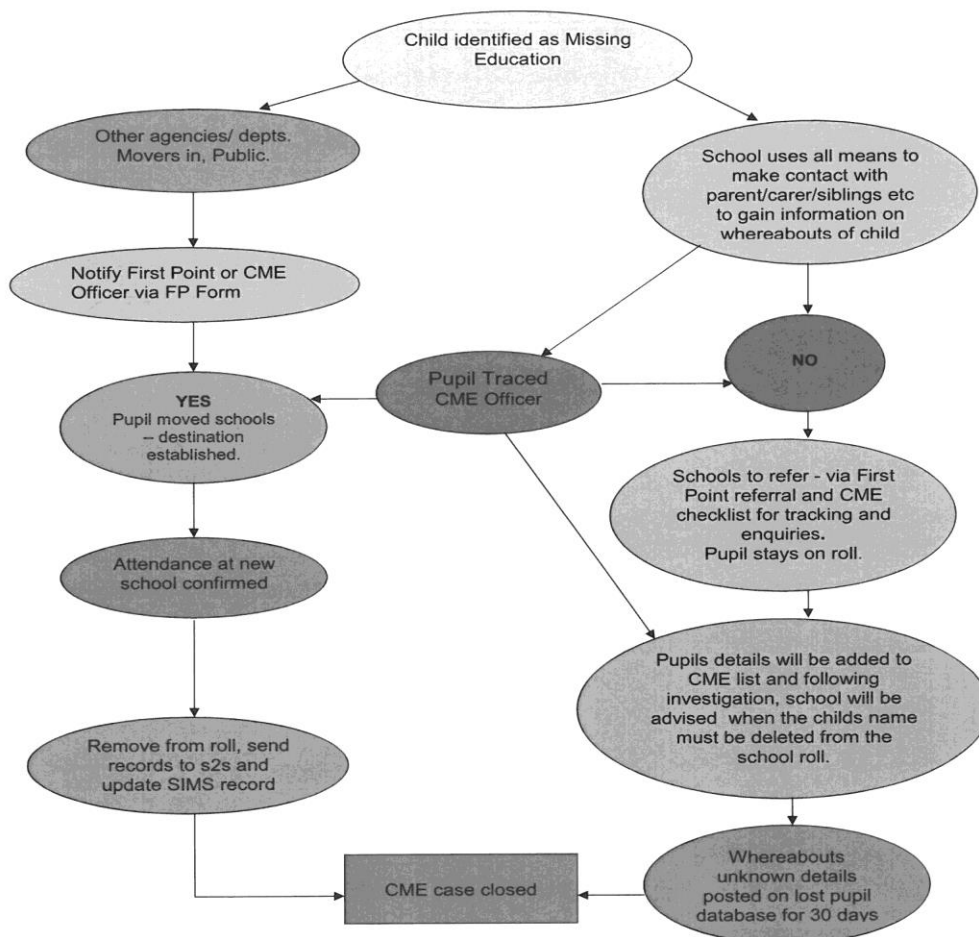 Child identified as Missing
Education
Other agencies/ depts.
Movers in, Public.
School uses all means to
make contact with
parent/carer/siblings etc
to gain information on
whereabouts of child
Notify First Point or CME
Officer via FP Form
YES
Pupil moved schools
– destination
established.
Pupil Traced
CME Officer
NO
Schools to refer - via First
Point referral and CME
checklist for tracking and
enquiries.
Pupil stays on roll.
Attendance at new
school confirmed
Pupils details will be added to
CME list and following
investigation, school will be
advised when the childs name
must be deleted from the
school roll.
Remove from roll, send
records to s2s and
update SIMS record
Whereabouts
unknown details
posted on lost pupil
database for 30 days
CME case closed